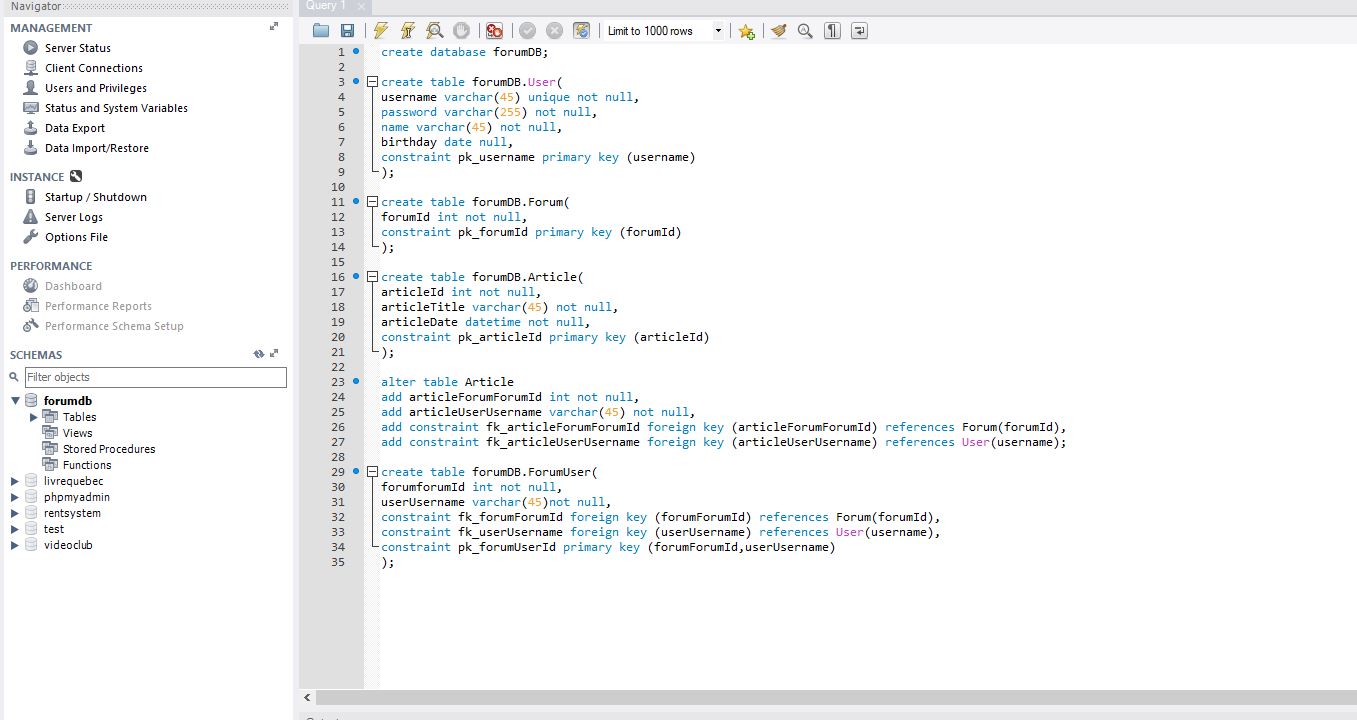 Navigator
MANAGEMENT
Server Status
Client Connections
Users and Privileges
Status and System Variables
Data Export
Data Import/Restore
INSTANCE
Startup / Shutdown
Server Logs
Options File
PERFORMANCE
Dashboard
Performance Reports
Performance Schema Setup
SCHEMAS
Filter objects
forumdb
Tables
Views
Stored Procedures
Functions
livrequebec
phpmyadmin
rentsystem
test
videoclub
Query 1
Limit to 1000 rows
1 create database forumDB;
2
3 create table forumDB.User(
4 username varchar(45) unique not null,
5 password varchar(255) not null,
6 name varchar(45) not null,
7 birthday date null,
8 constraint pk_username primary key (username)
9 );
10
11 create table forumDB.Forum(
12 forumId int not null,
13 constraint pk_forumId primary key (forumId)
14 );
15
16 create table forumDB.Article(
17 articleId int not null,
18 articleTitle varchar(45) not null,
19 articleDate datetime not null,
20 constraint pk_articleId primary key (articleId)
21 );
22
23 alter table Article
24 add articleForumForumId int not null,
25 add articleUserUsername varchar(45) not null,
26 add constraint fk_articleForumForumId foreign key (articleForumForumId) references Forum(forumId),
27 add constraint fk_articleUserUsername foreign key (articleUserUsername) references User(username);
28
29 create table forumDB.ForumUser(
30 forumforumId int not null,
31 userUsername varchar(45)not null,
32 constraint fk_forumForumId foreign key (forumForumId) references Forum(forumId),
33 constraint fk_userUsername foreign key (userUsername) references User(username),
34 constraint pk_forumUserId primary key (forumForumId,userUsername)
35 );